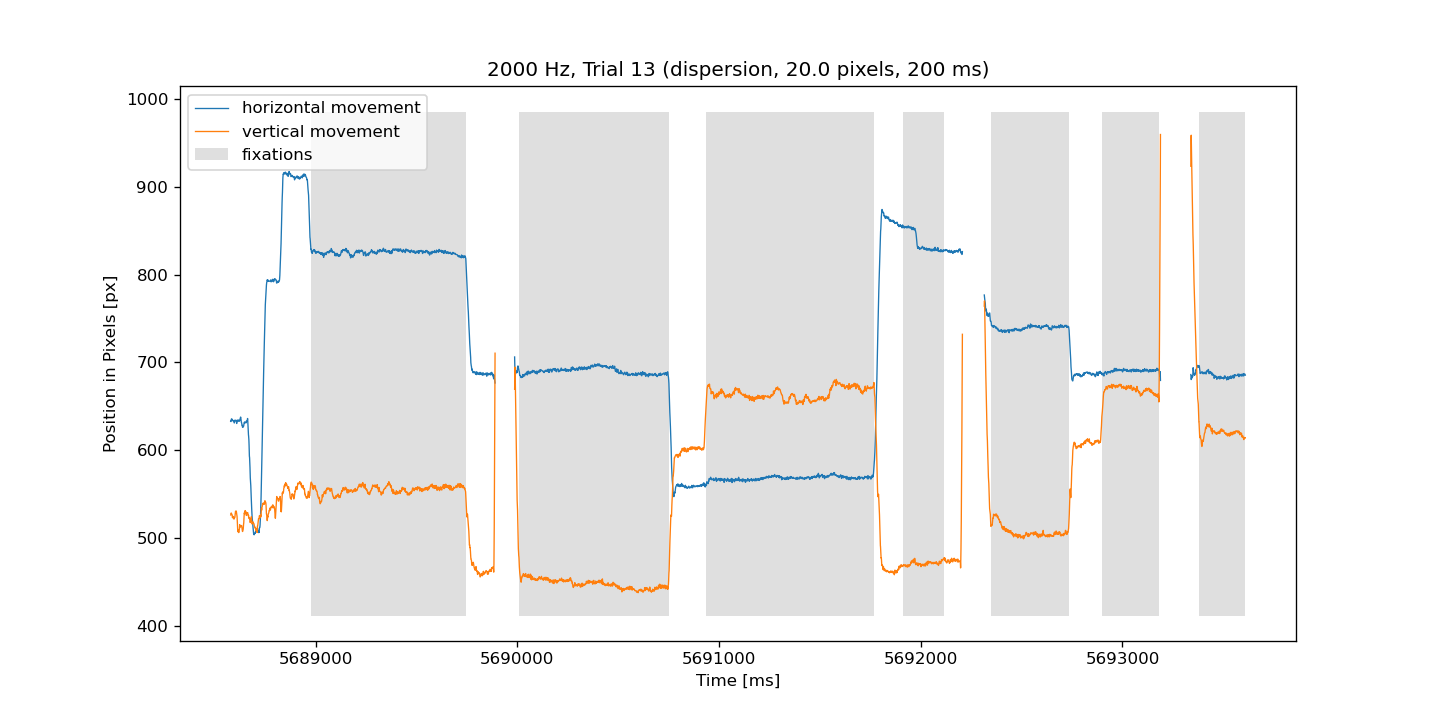 2000 Hz, Trial 13 (dispersion, 20.0 pixels, 200 ms)
horizontal movement
vertical movement
fixations
Position in Pixels [px]
1000
900
800
700
600
500
400
5689000 5690000 5691000 5692000 5693000
Time [ms]